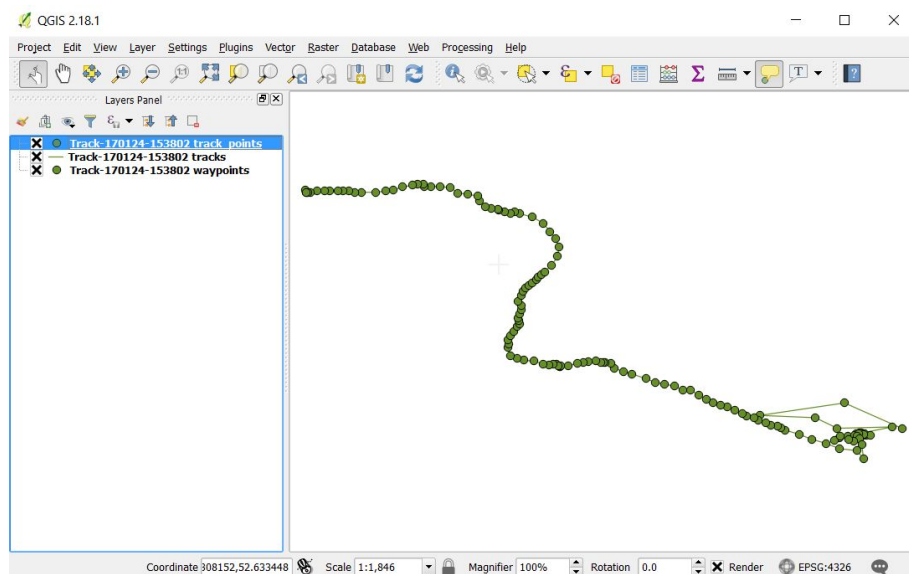 QGIS 2.18.1
Project Edit View Layer Settings Plugins Vector Raster Database Web Processing Help
Layers Panel
Track-170124-153802 track_points
Track-170124-153802 tracks
Track-170124-153802 waypoints
Coordinate 308152,52.633448 Scale 1:1,846 Magnifier 100% Rotation 0.0 Render EPSG:4326